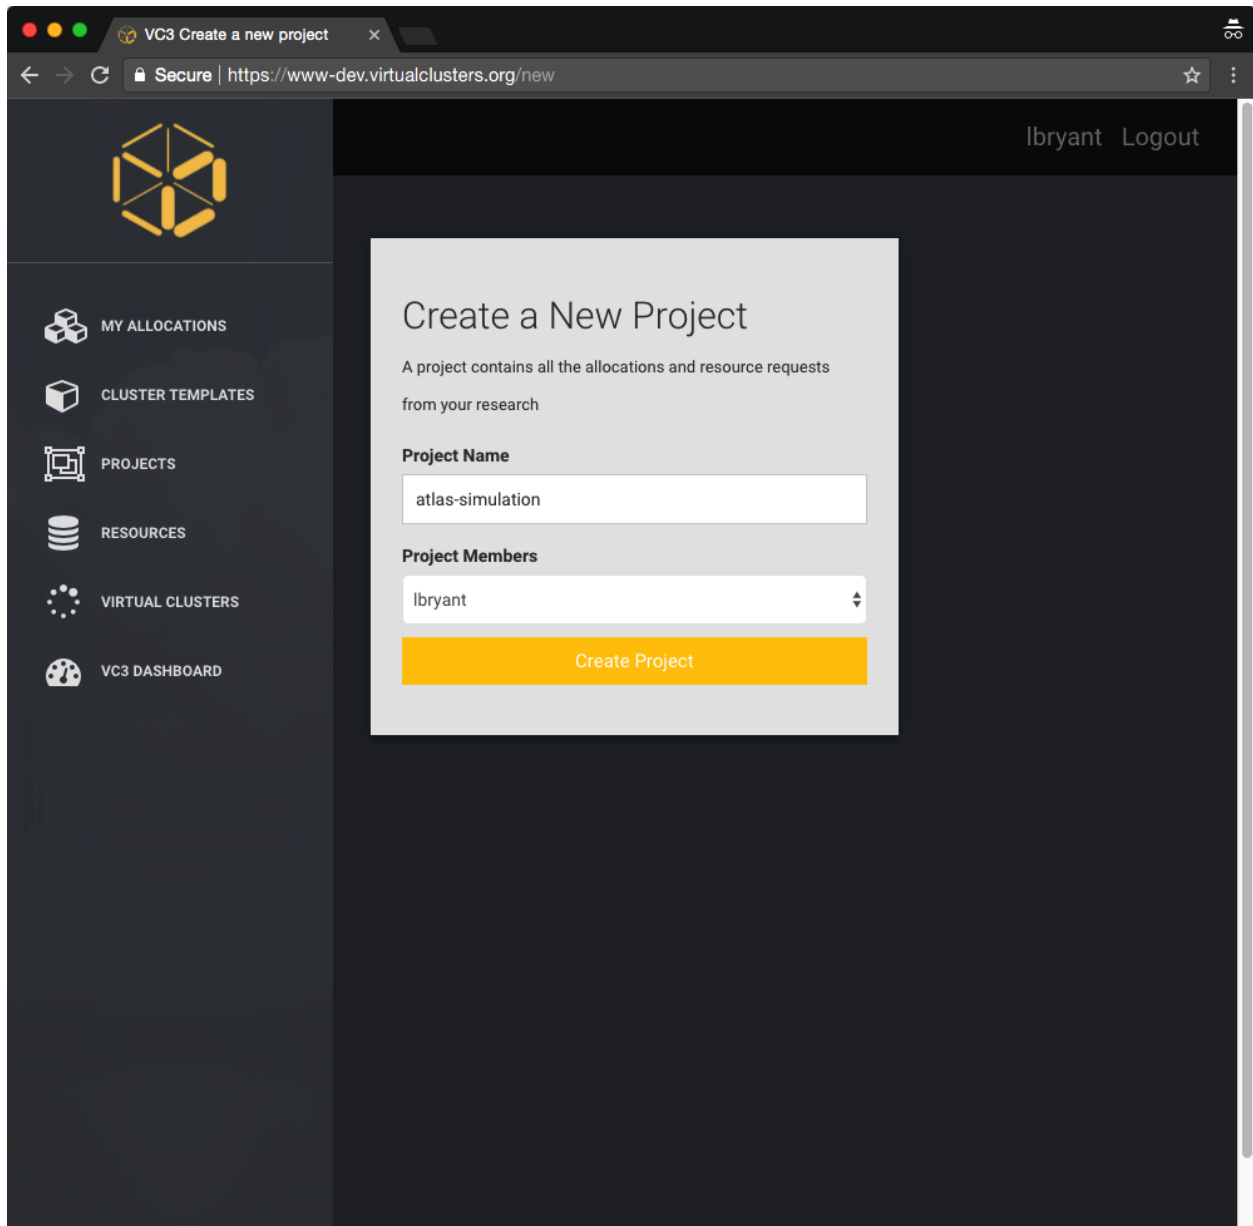 VC3 Create a new project
Secure | https://www-dev.virtualclusters.org/new
lbryant Logout
MY ALLOCATIONS
CLUSTER TEMPLATES
PROJECTS
RESOURCES
VIRTUAL CLUSTERS
VC3 DASHBOARD
Create a New Project
A project contains all the allocations and resource requests
from your research
Project Name
atlas-simulation
Project Members
lbryant
Create Project